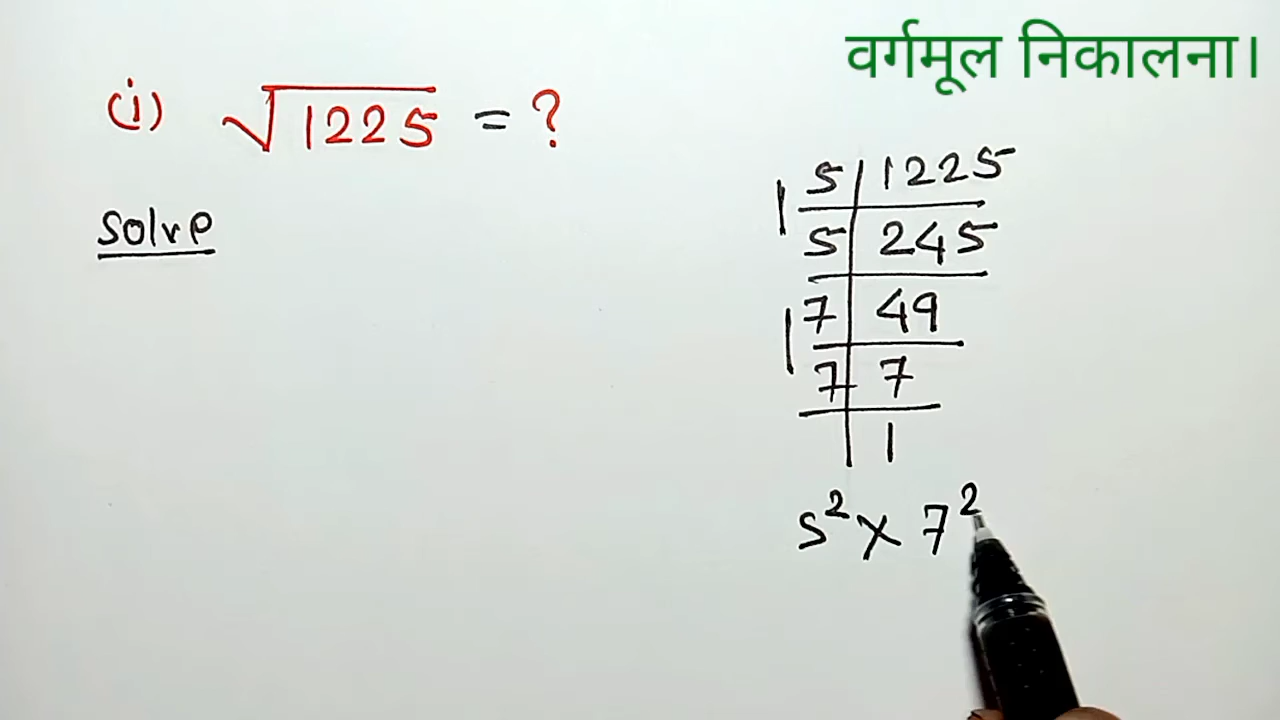 वर्गमूल निकालना।
(i) √1225 = ?
Solve
5 | 1225
5 | 245
7 | 49
7 | 7
| 1
5² × 7²